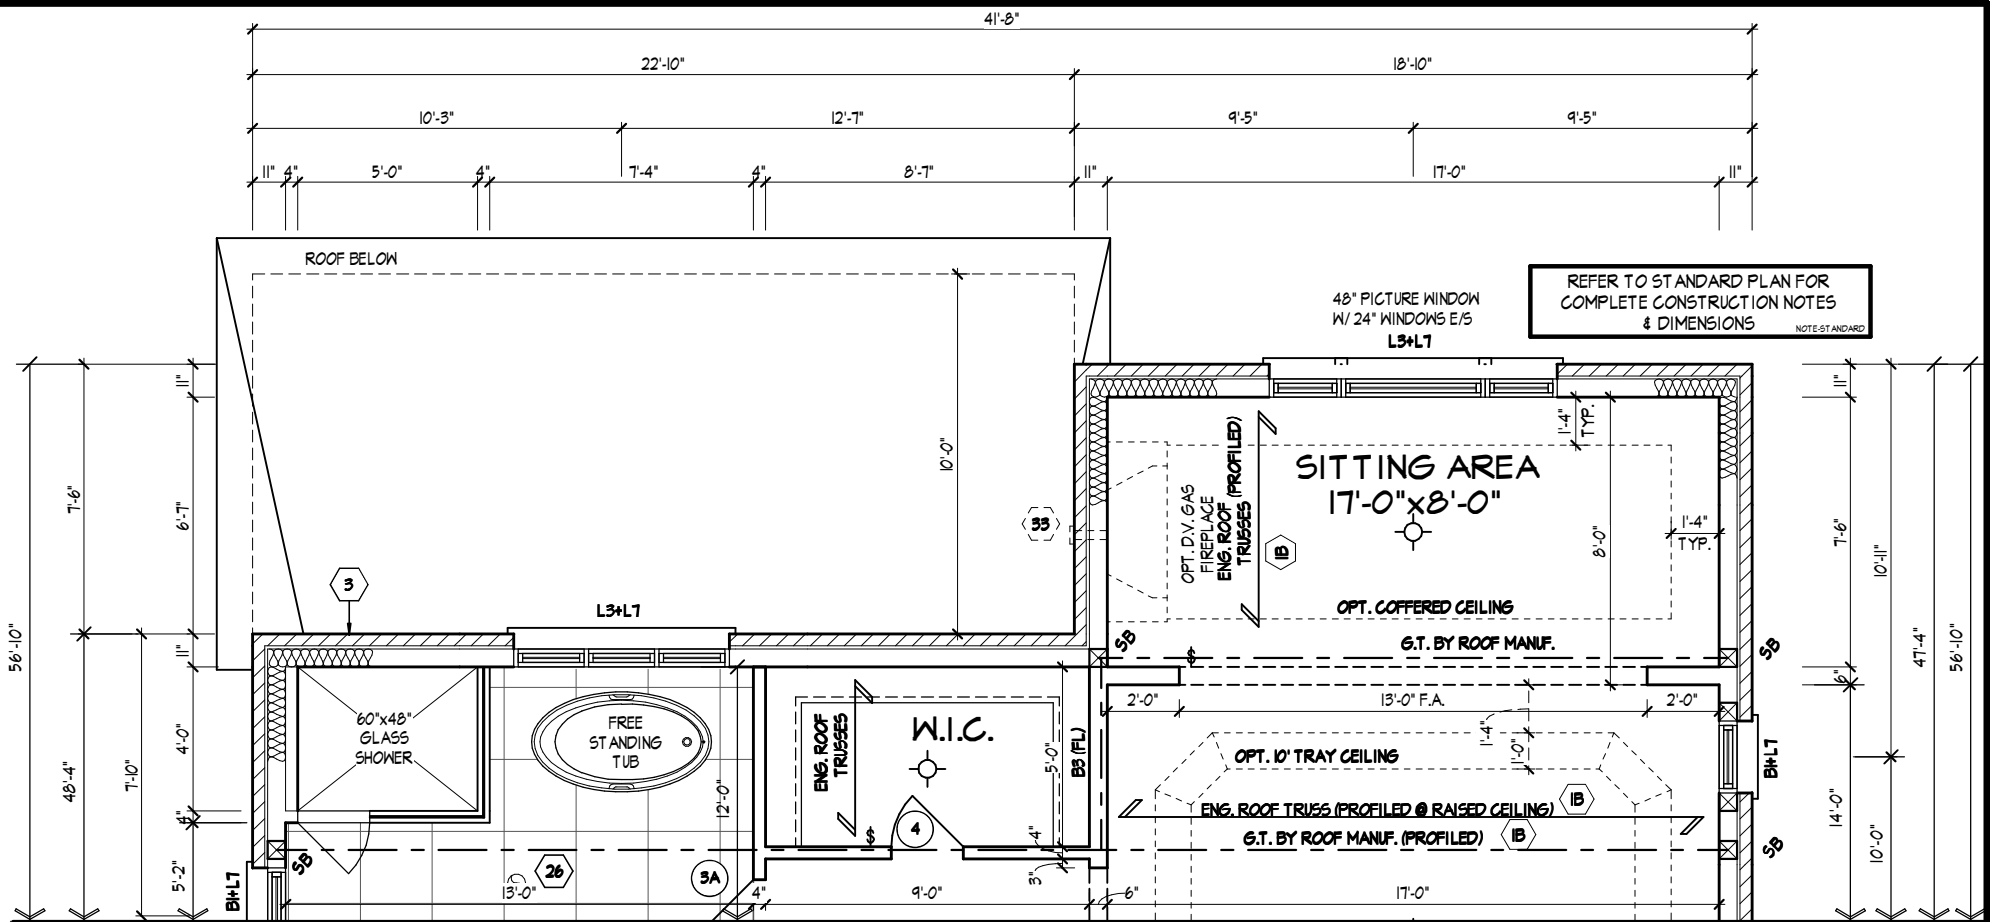 41'-8"
22'-10"
18'-10"
10'-3"
12'-7"
9'-5"
9'-5"
11"
4"
5'-0"
4"
7'-4"
4"
8'-7"
11"
17'-0"
11"
ROOF BELOW
REFER TO STANDARD PLAN FOR
COMPLETE CONSTRUCTION NOTES
& DIMENSIONS
NOTE-STANDARD
48" PICTURE WINDOW
W/ 24" WINDOWS E/S
L3+L7
11"
7'-6"
6'-7"
10'-0"
33
OPT. D.V. GAS
FIREPLACE
ENG. ROOF (PROFILED)
TRUSSES
1B
SITTING AREA
17'-0"x8'-0"
1'-4"
TYP.
8'-0"
1'-4"
TYP.
11"
7'-6"
10'-11"
3
L3+L7
OPT. COFFERED CEILING
G.T. BY ROOF MANUF.
SB
$
SB
56'-10"
11"
47'-4"
56'-10"
6"
2'-0"
13'-0" F.A.
2'-0"
60"x48"
GLASS
SHOWER
FREE
STANDING
TUB
ENG. ROOF
TRUSSES
W.I.C.
5'-0"
B3 (FL)
4'-0"
48'-4"
7'-10"
12'-0"
1'-4"
1'-0"
OPT. 10' TRAY CEILING
B1+L7
ENG. ROOF TRUSS (PROFILED @ RAISED CEILING)
1B
G.T. BY ROOF MANUF. (PROFILED)
1B
14'-0"
10'-0"
4"
$
4
4"
3"
SB
SB
5'-2"
B1+L7
26
3A
13'-0"
4"
9'-0"
6"
17'-0"